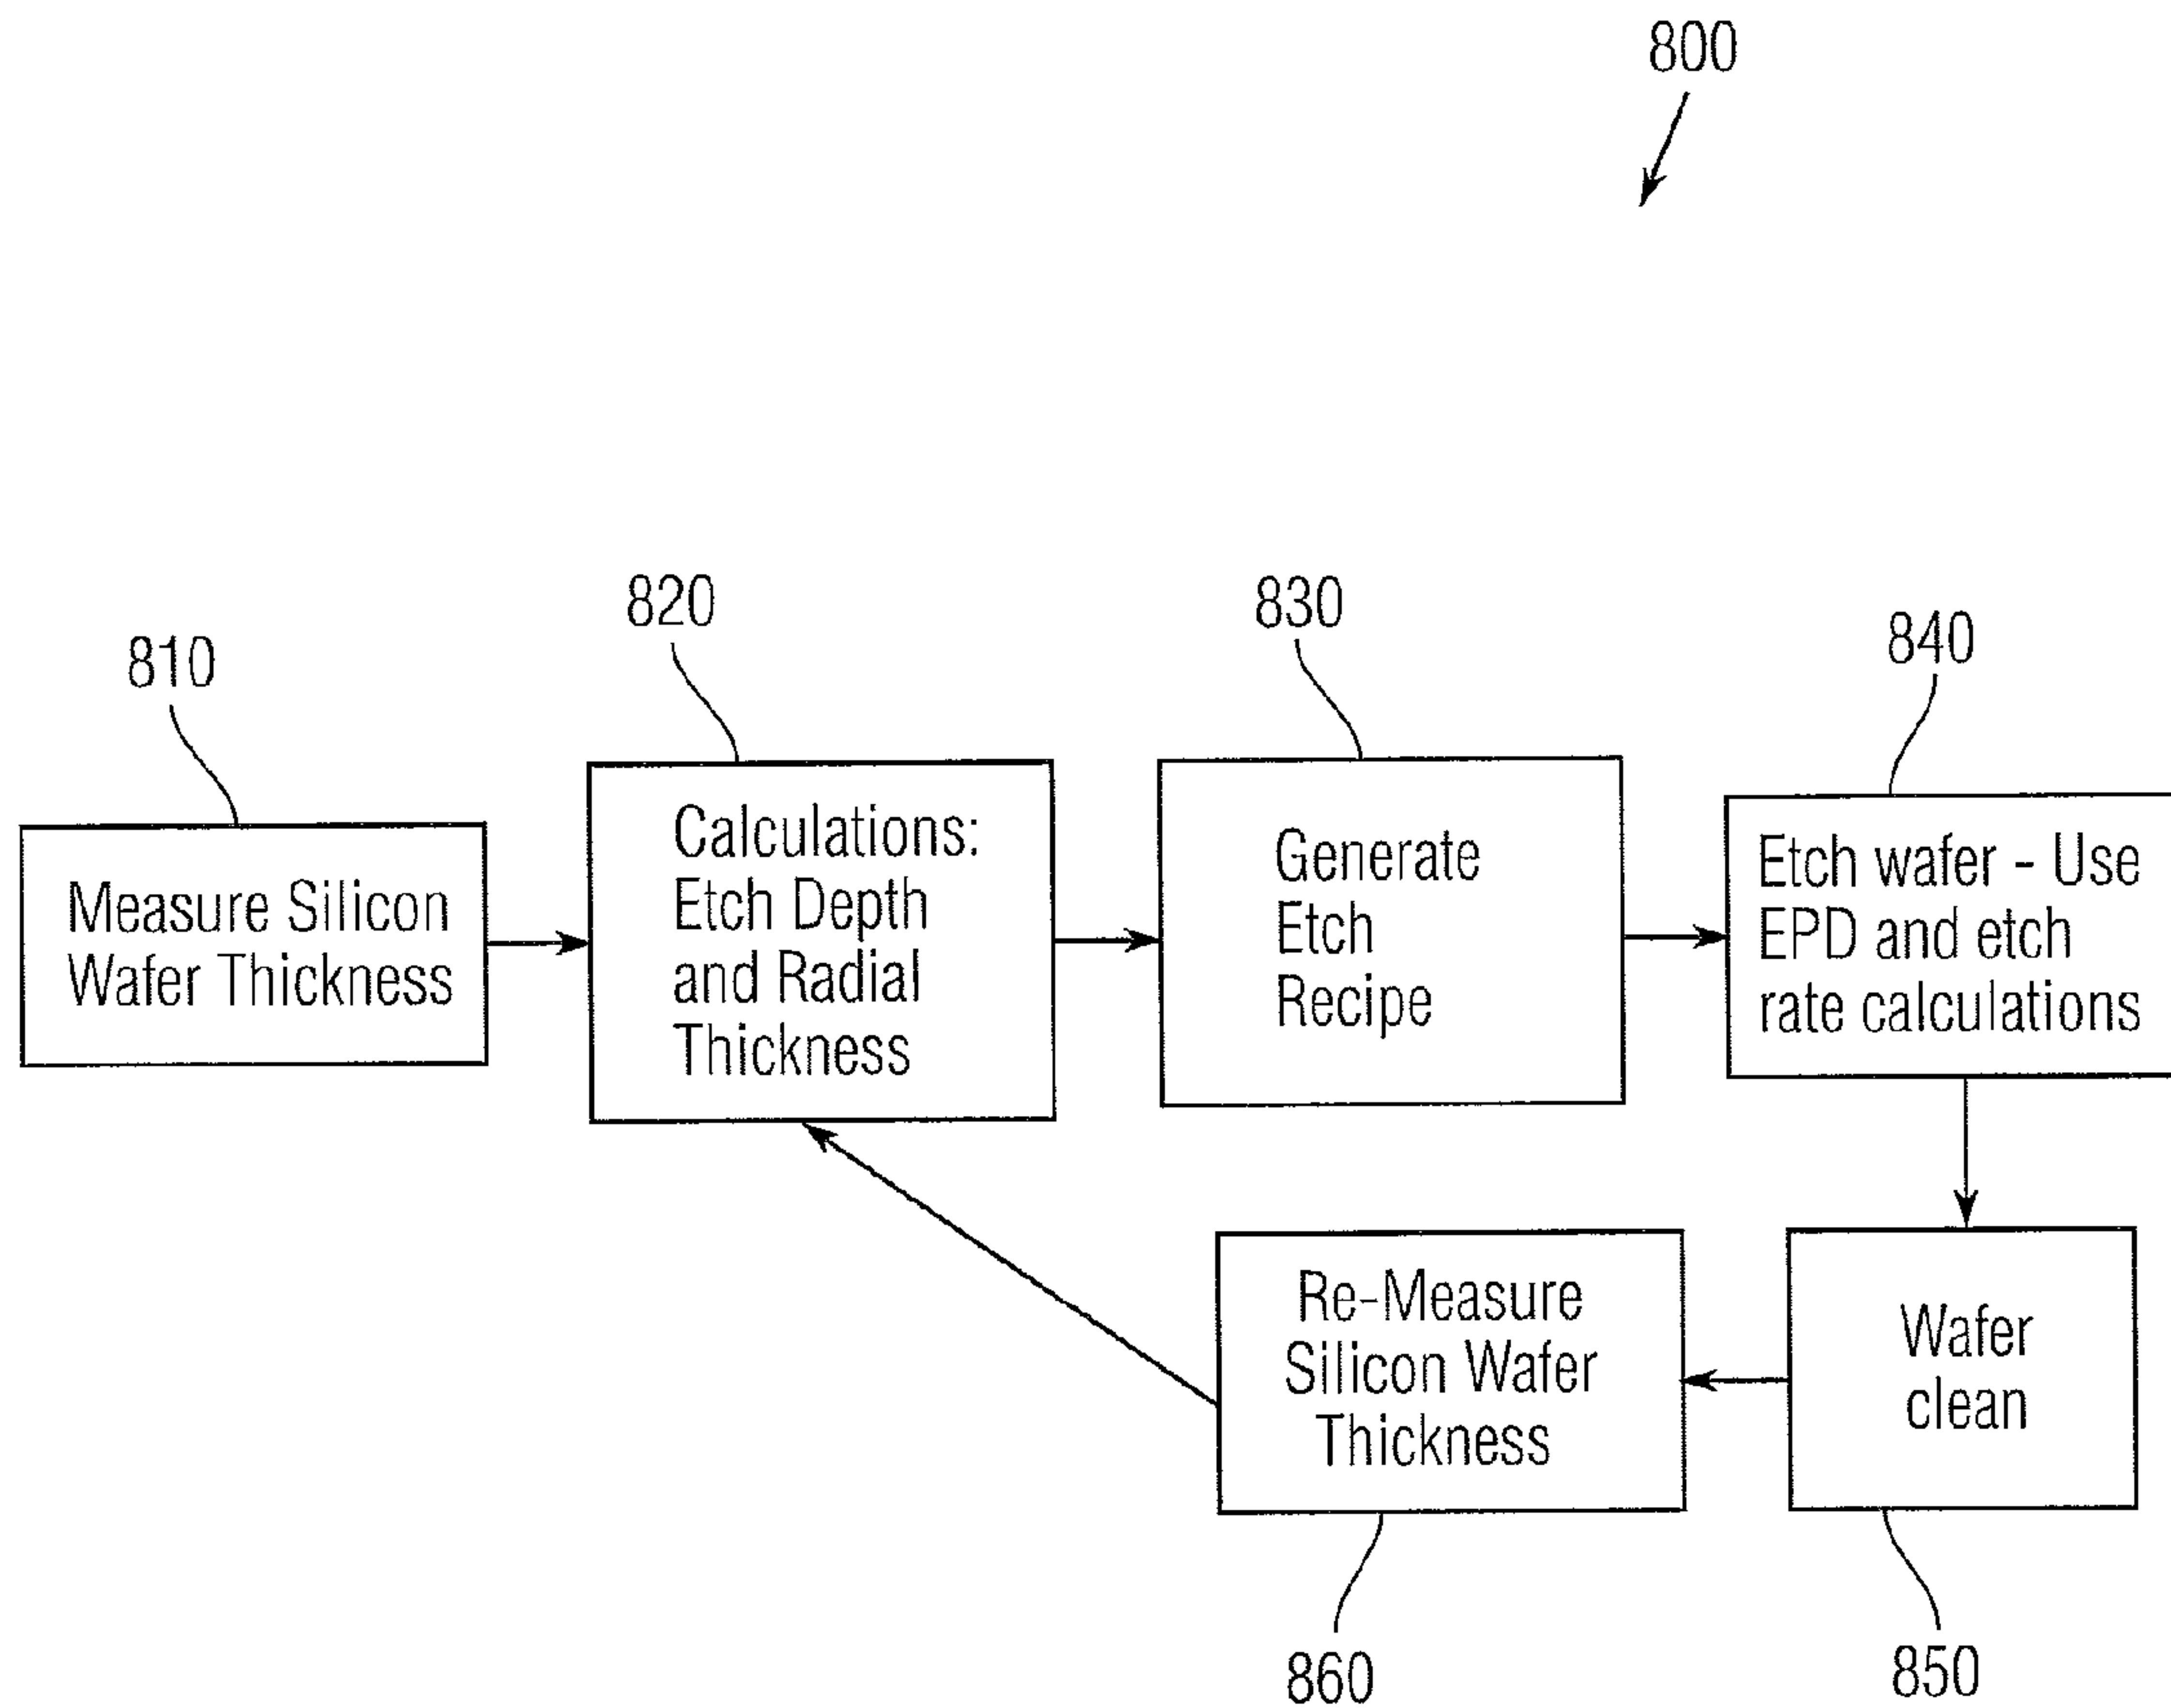 800
810
Measure Silicon
Wafer Thickness
820
Calculations:
Etch Depth
and Radial
Thickness
830
Generate
Etch
Recipe
840
Etch wafer - Use
EPD and etch
rate calculations
Wafer
clean
850
Re-Measure
Silicon Wafer
Thickness
860